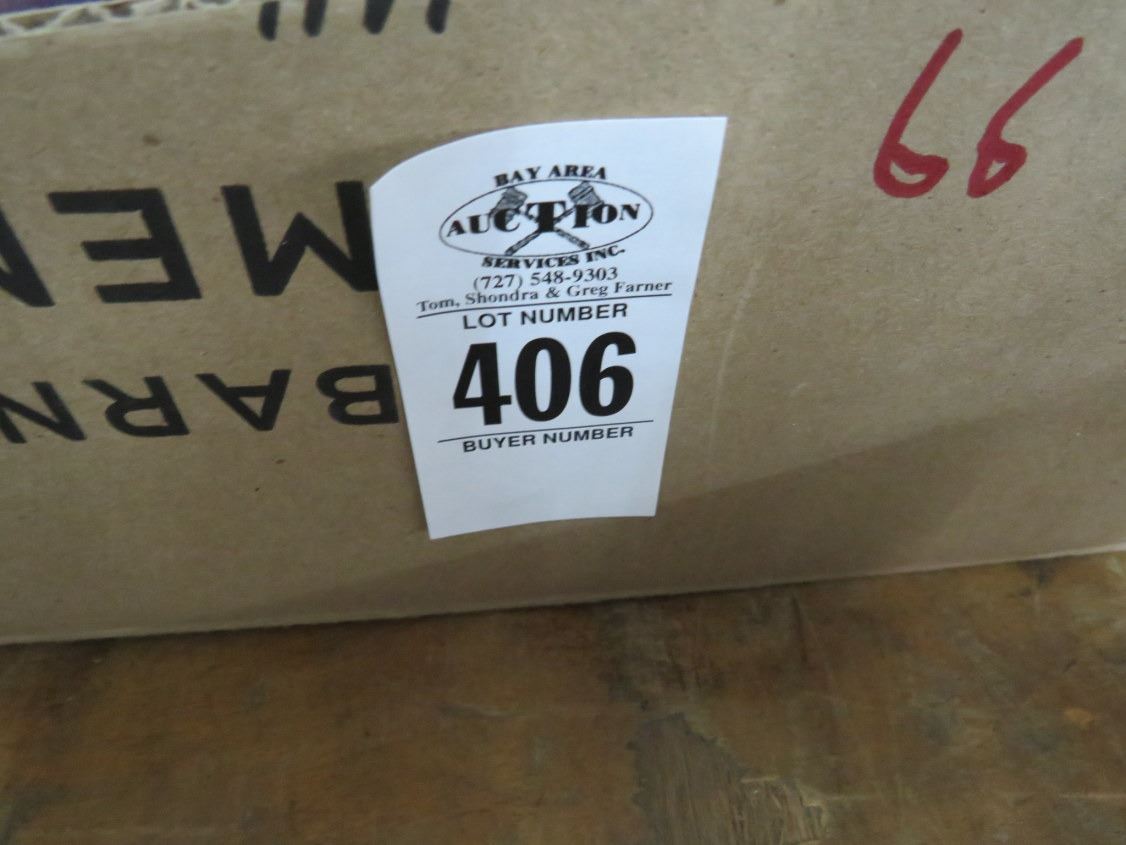 BAY AREA
AUCTION
SERVICES INC.
(727) 548-9303
Tom, Shondra & Greg Farner
LOT NUMBER
406
BUYER NUMBER
66
BARN
ME